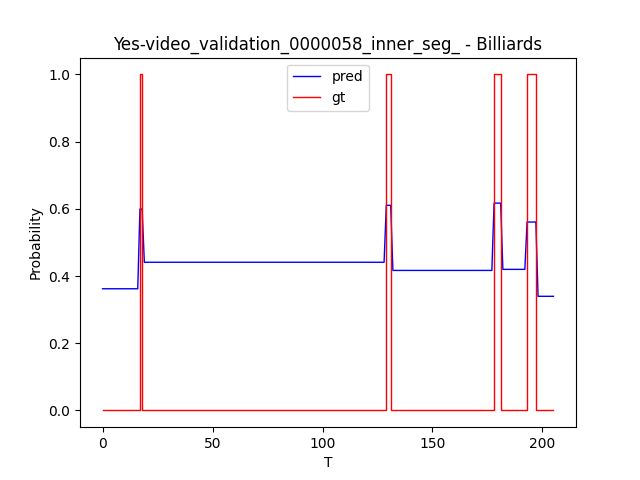 Yes-video_validation_0000058_inner_seg_ - Billiards
pred
gt
1.0
0.8
0.6
0.4
0.2
0.0
Probability
0
50
100
150
200
T